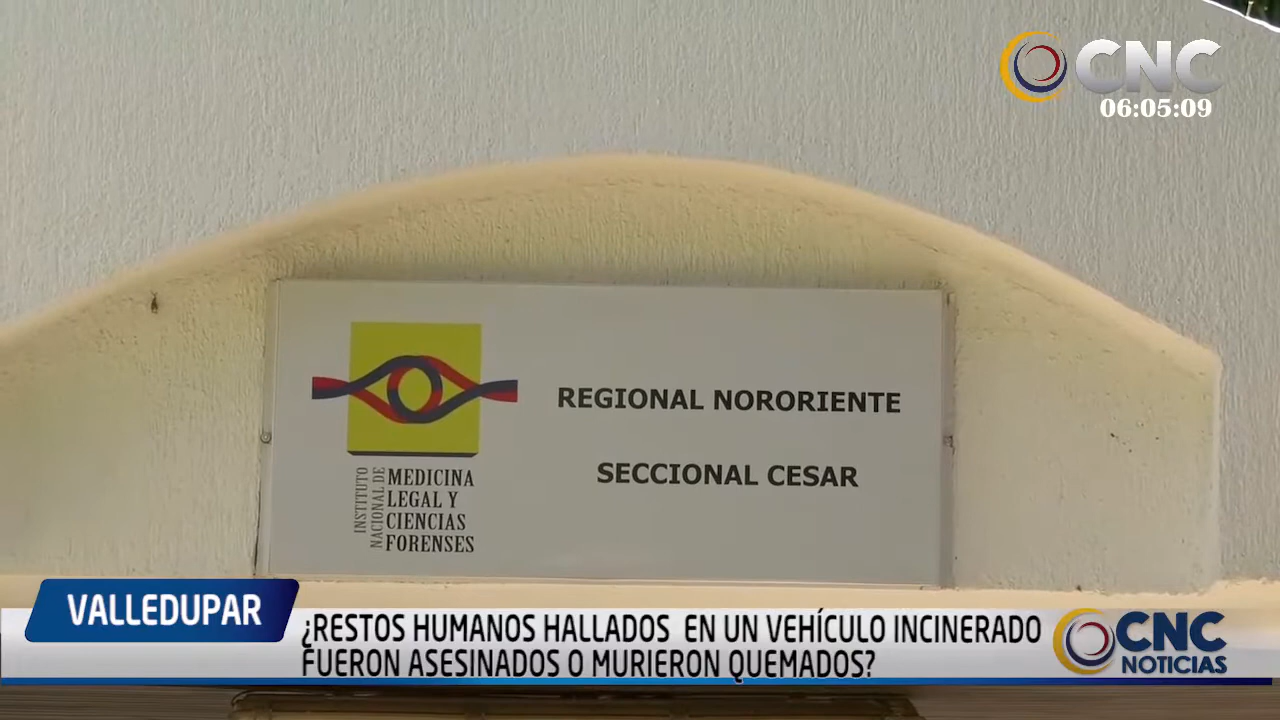 CNC
06:05:09
REGIONAL NORORIENTE
SECCIONAL CESAR
INSTITUTO
NACIONAL DE
MEDICINA
LEGAL Y
CIENCIAS
FORENSES
VALLEDUPAR
¿RESTOS HUMANOS HALLADOS EN UN VEHÍCULO INCINERADO
FUERON ASESINADOS O MURIERON QUEMADOS?
CNC
NOTICIAS